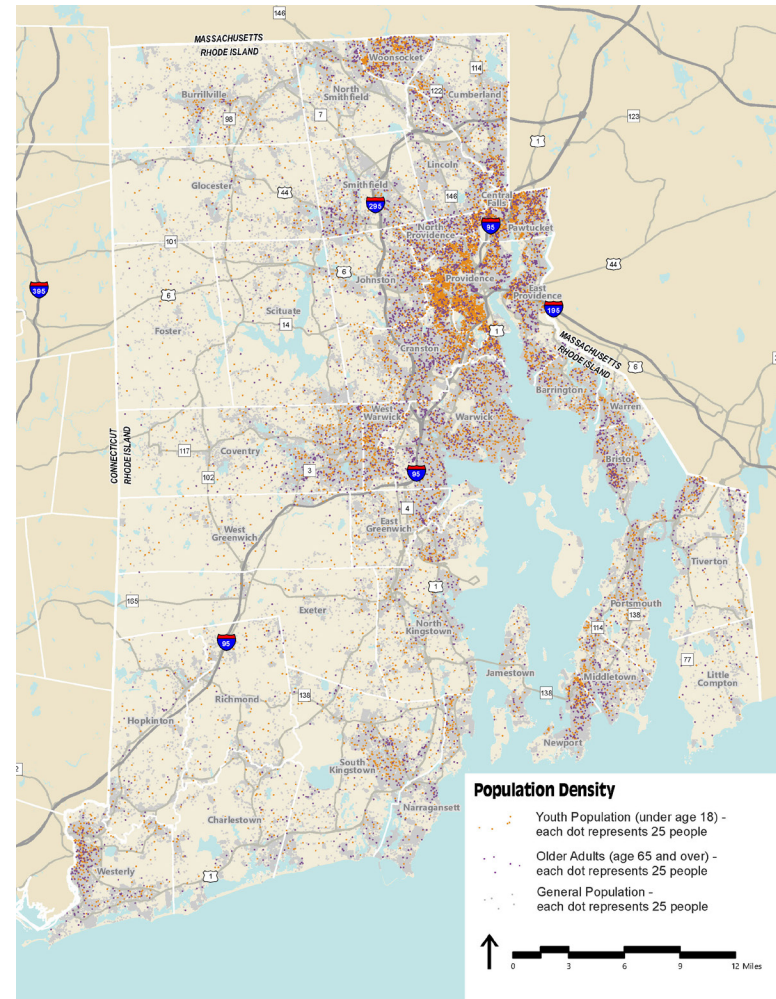 146
MASSACHUSETTS
RHODE ISLAND
Woonsocket
114
Burrillville
North
Smithfield
122
Cumberland
7
98
123
1
Lincoln
Glocester
44
Smithfield
146
Central
Falls
295
North
Providence
95
Pawtucket
101
44
6
Johnston
Providence
395
6
East
Providence
195
Scituate
Foster
14
1
MASSACHUSETTS
RHODE ISLAND
Cranston
6
Barrington
Warren
West
Warwick
Warwick
CONNECTICUT
RHODE ISLAND
117
Coventry
3
Bristol
102
95
4
West
Greenwich
East
Greenwich
Tiverton
1
165
Portsmouth
Exeter
138
North
Kingstown
114
95
77
Jamestown
Middletown
Little
Compton
Richmond
138
138
Hopkinton
Newport
South
Kingstown
2
Narragansett
Charlestown
Westerly
1
Population Density
Youth Population (under age 18) -
each dot represents 25 people
Older Adults (age 65 and over) -
each dot represents 25 people
General Population -
each dot represents 25 people
0 3 6 9 12 Miles